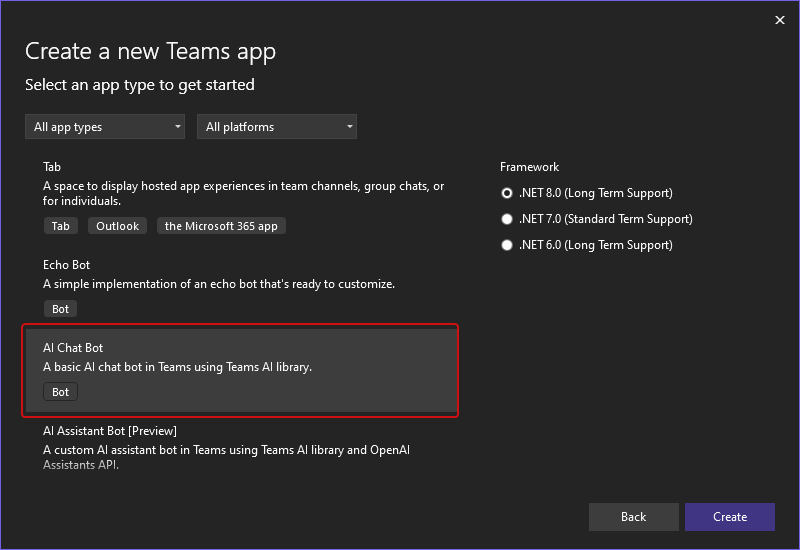 Create a new Teams app
Select an app type to get started
All app types
All platforms
Tab
A space to display hosted app experiences in team channels, group chats, or
for individuals.
Tab
Outlook
the Microsoft 365 app
Echo Bot
A simple implementation of an echo bot that's ready to customize.
Bot
AI Chat Bot
A basic AI chat bot in Teams using Teams AI library.
Bot
AI Assistant Bot [Preview]
A custom AI assistant bot in Teams using Teams AI library and OpenAI
Assistants API.
Framework
.NET 8.0 (Long Term Support)
.NET 7.0 (Standard Term Support)
.NET 6.0 (Long Term Support)
Back
Create